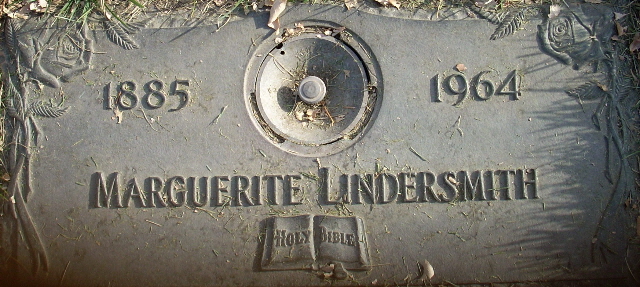 1885 1964
MARGUERITE LINDERSMITH
HOLY BIBLE